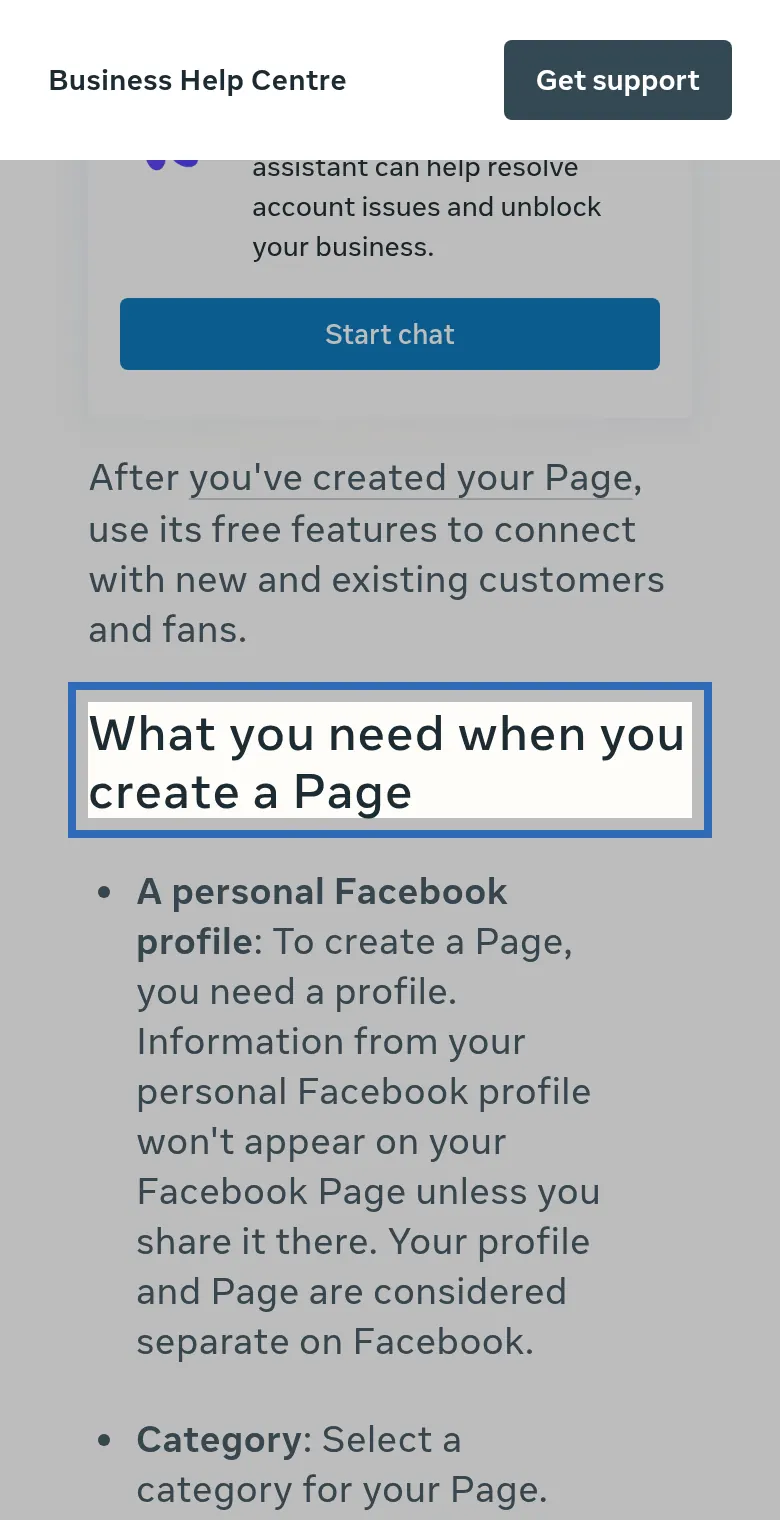 Business Help Centre
Get support
assistant can help resolve
account issues and unblock
your business.
Start chat
After you've created your Page,
use its free features to connect
with new and existing customers
and fans.
What you need when you
create a Page
• A personal Facebook
profile: To create a Page,
you need a profile.
Information from your
personal Facebook profile
won't appear on your
Facebook Page unless you
share it there. Your profile
and Page are considered
separate on Facebook.
• Category: Select a
category for your Page.